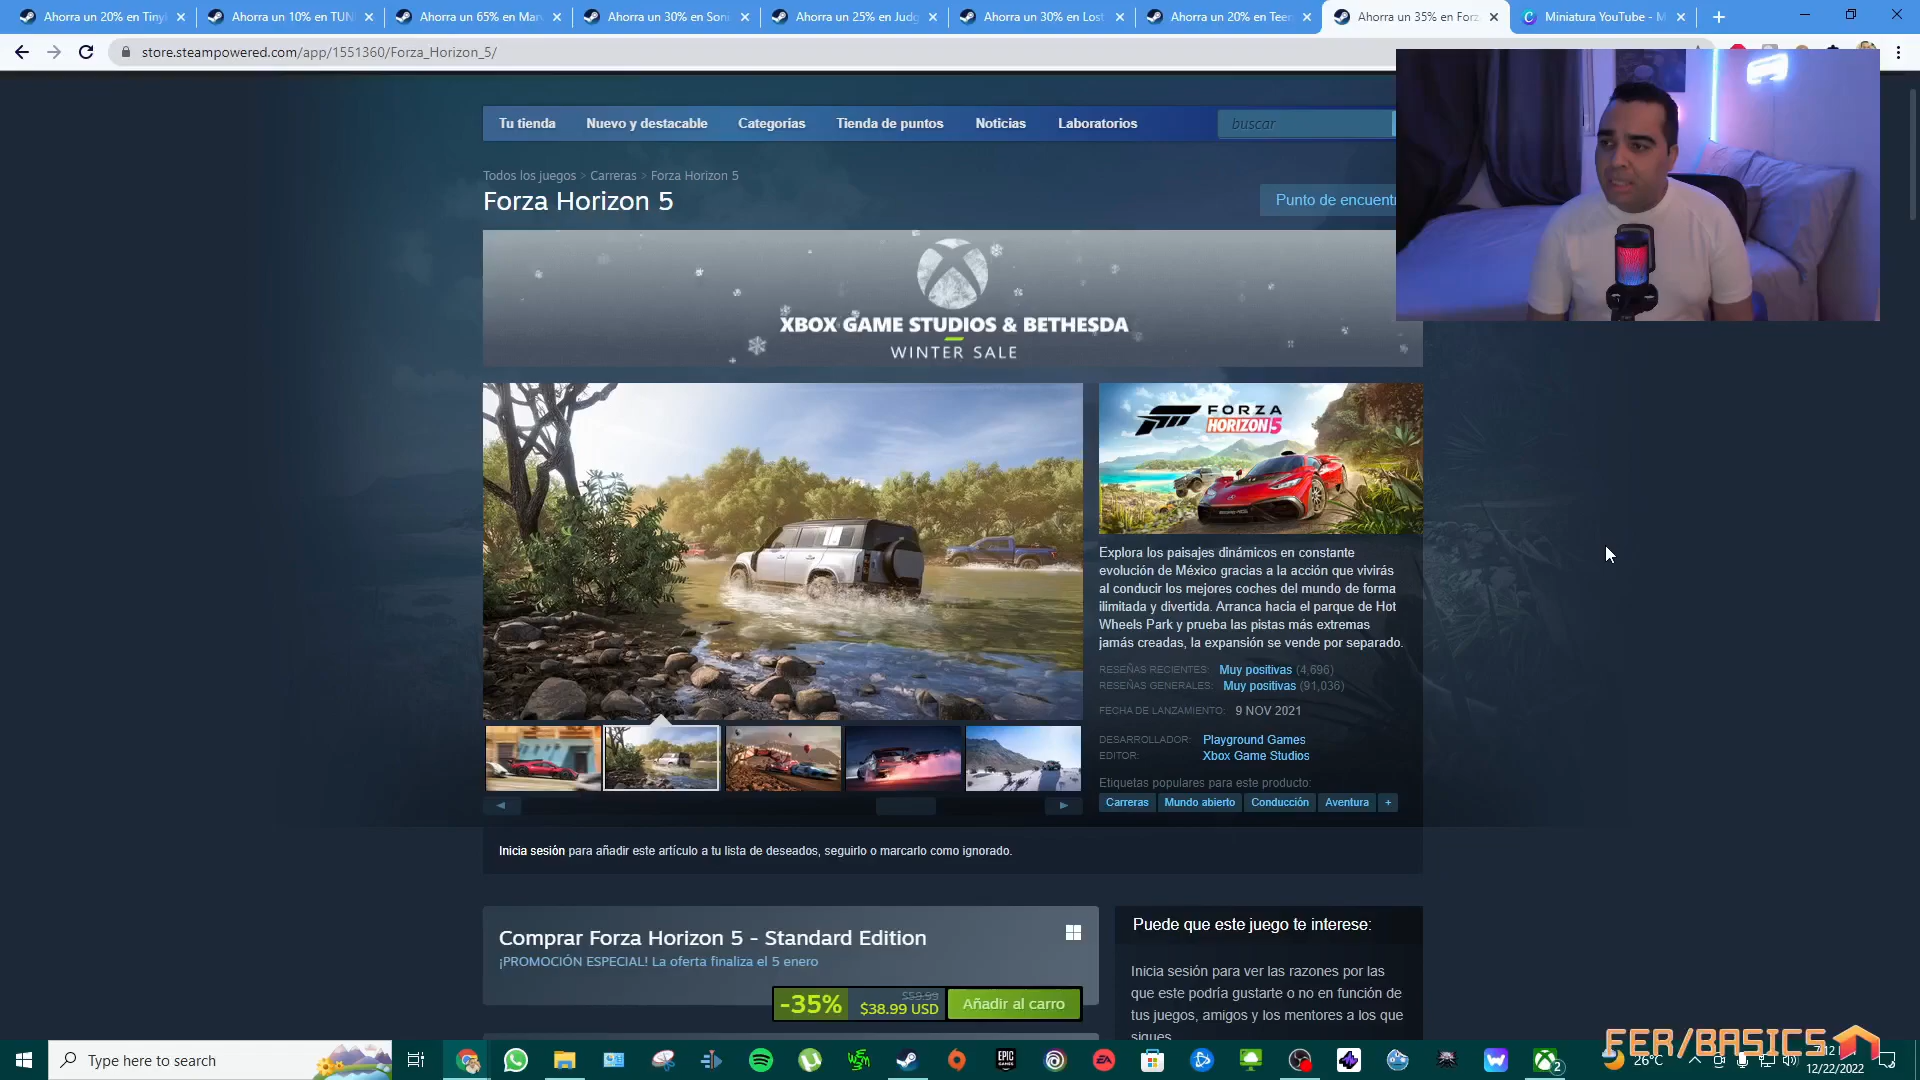 Ahorra un 20% en Tiny
Ahorra un 10% en TUN
Ahorra un 65% en Mar
Ahorra un 30% en Soni
Ahorra un 25% en Judg
Ahorra un 30% en Lost
Ahorra un 20% en Teen
Ahorra un 35% en Forz
Miniatura YouTube - M
store.steampowered.com/app/1551360/Forza_Horizon_5/
Tu tienda
Nuevo y destacable
Categorías
Tienda de puntos
Noticias
Laboratorios
buscar
Todos los juegos > Carreras > Forza Horizon 5
Forza Horizon 5
Punto de encuentr
XBOX GAME STUDIOS & BETHESDA
WINTER SALE
FORZA
HORIZON 5
Explora los paisajes dinámicos en constante
evolución de México gracias a la acción que vivirás
al conducir los mejores coches del mundo de forma
ilimitada y divertida. Arranca hacia el parque de Hot
Wheels Park y prueba las pistas más extremas
jamás creadas, la expansión se vende por separado.
RESEÑAS RECIENTES: Muy positivas (4,696)
RESEÑAS GENERALES: Muy positivas (91,036)
FECHA DE LANZAMIENTO: 9 NOV 2021
DESARROLLADOR: Playground Games
EDITOR: Xbox Game Studios
Etiquetas populares para este producto:
Carreras
Mundo abierto
Conducción
Aventura
+
Inicia sesión para añadir este artículo a tu lista de deseados, seguirlo o marcarlo como ignorado.
Comprar Forza Horizon 5 - Standard Edition
¡PROMOCIÓN ESPECIAL! La oferta finaliza el 5 enero
-35%
$59.99
$38.99 USD
Añadir al carro
Puede que este juego te interese:
Inicia sesión para ver las razones por las
que este podría gustarte o no en función de
tus juegos, amigos y los mentores a los que
sigues.
FER/BASICS
Type here to search
EPIC GAMES
EA
2
26°C
12/22/2022